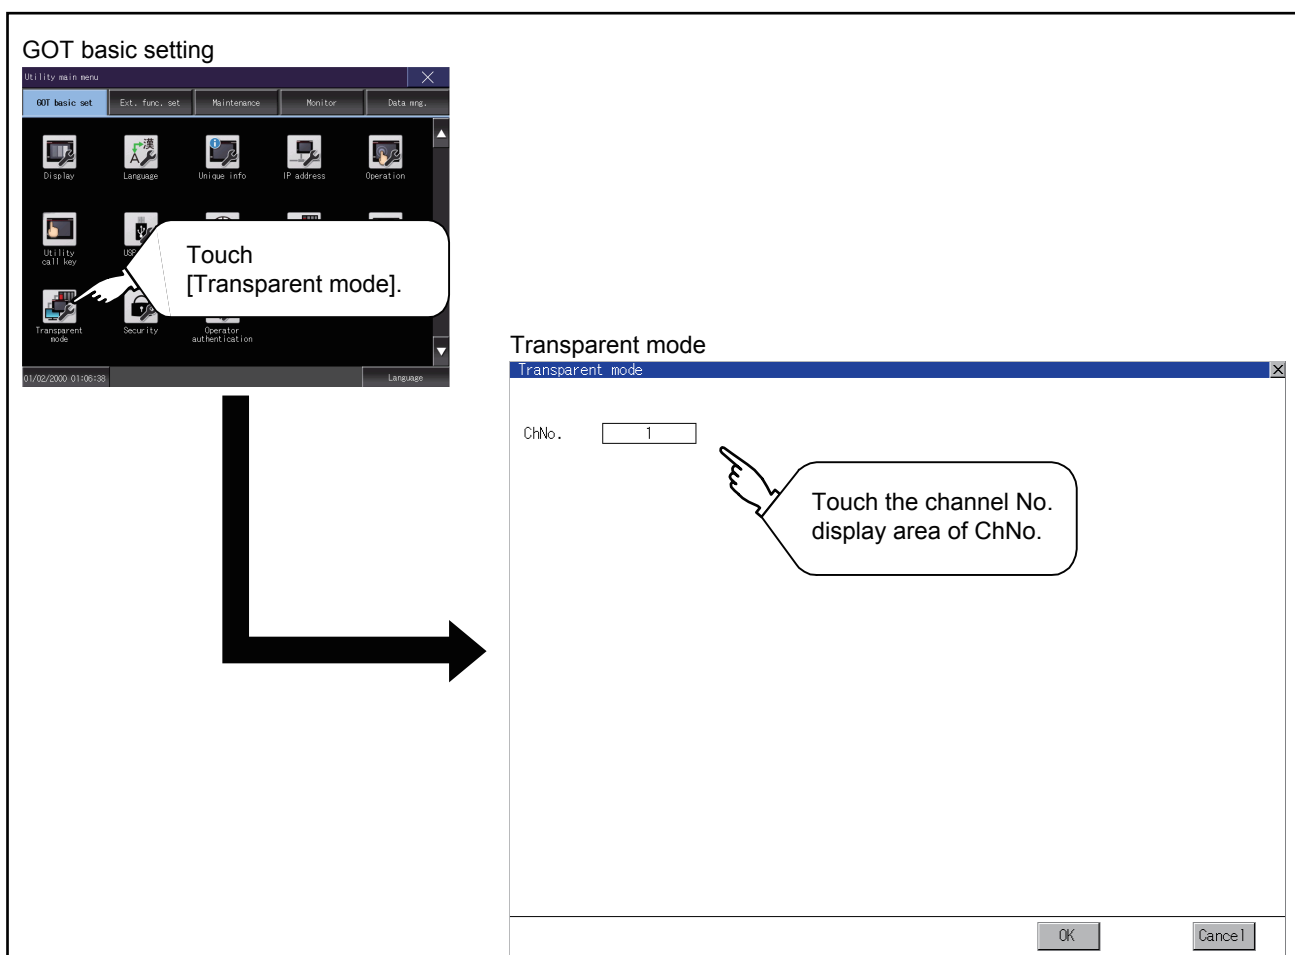 GOT basic setting
Utility main menu
GOT basic set
Ext. func. set
Maintenance
Monitor
Data mng.
漢
A
Display
Language
Unique info
IP address
Operation
Utility
call key
Touch
[Transparent mode].
Transparent
mode
Security
Operator
authentication
01/02/2000 01:06:38
Language
Transparent mode
Transparent mode
ChNo.
1
Touch the channel No.
display area of ChNo.
OK
Cancel